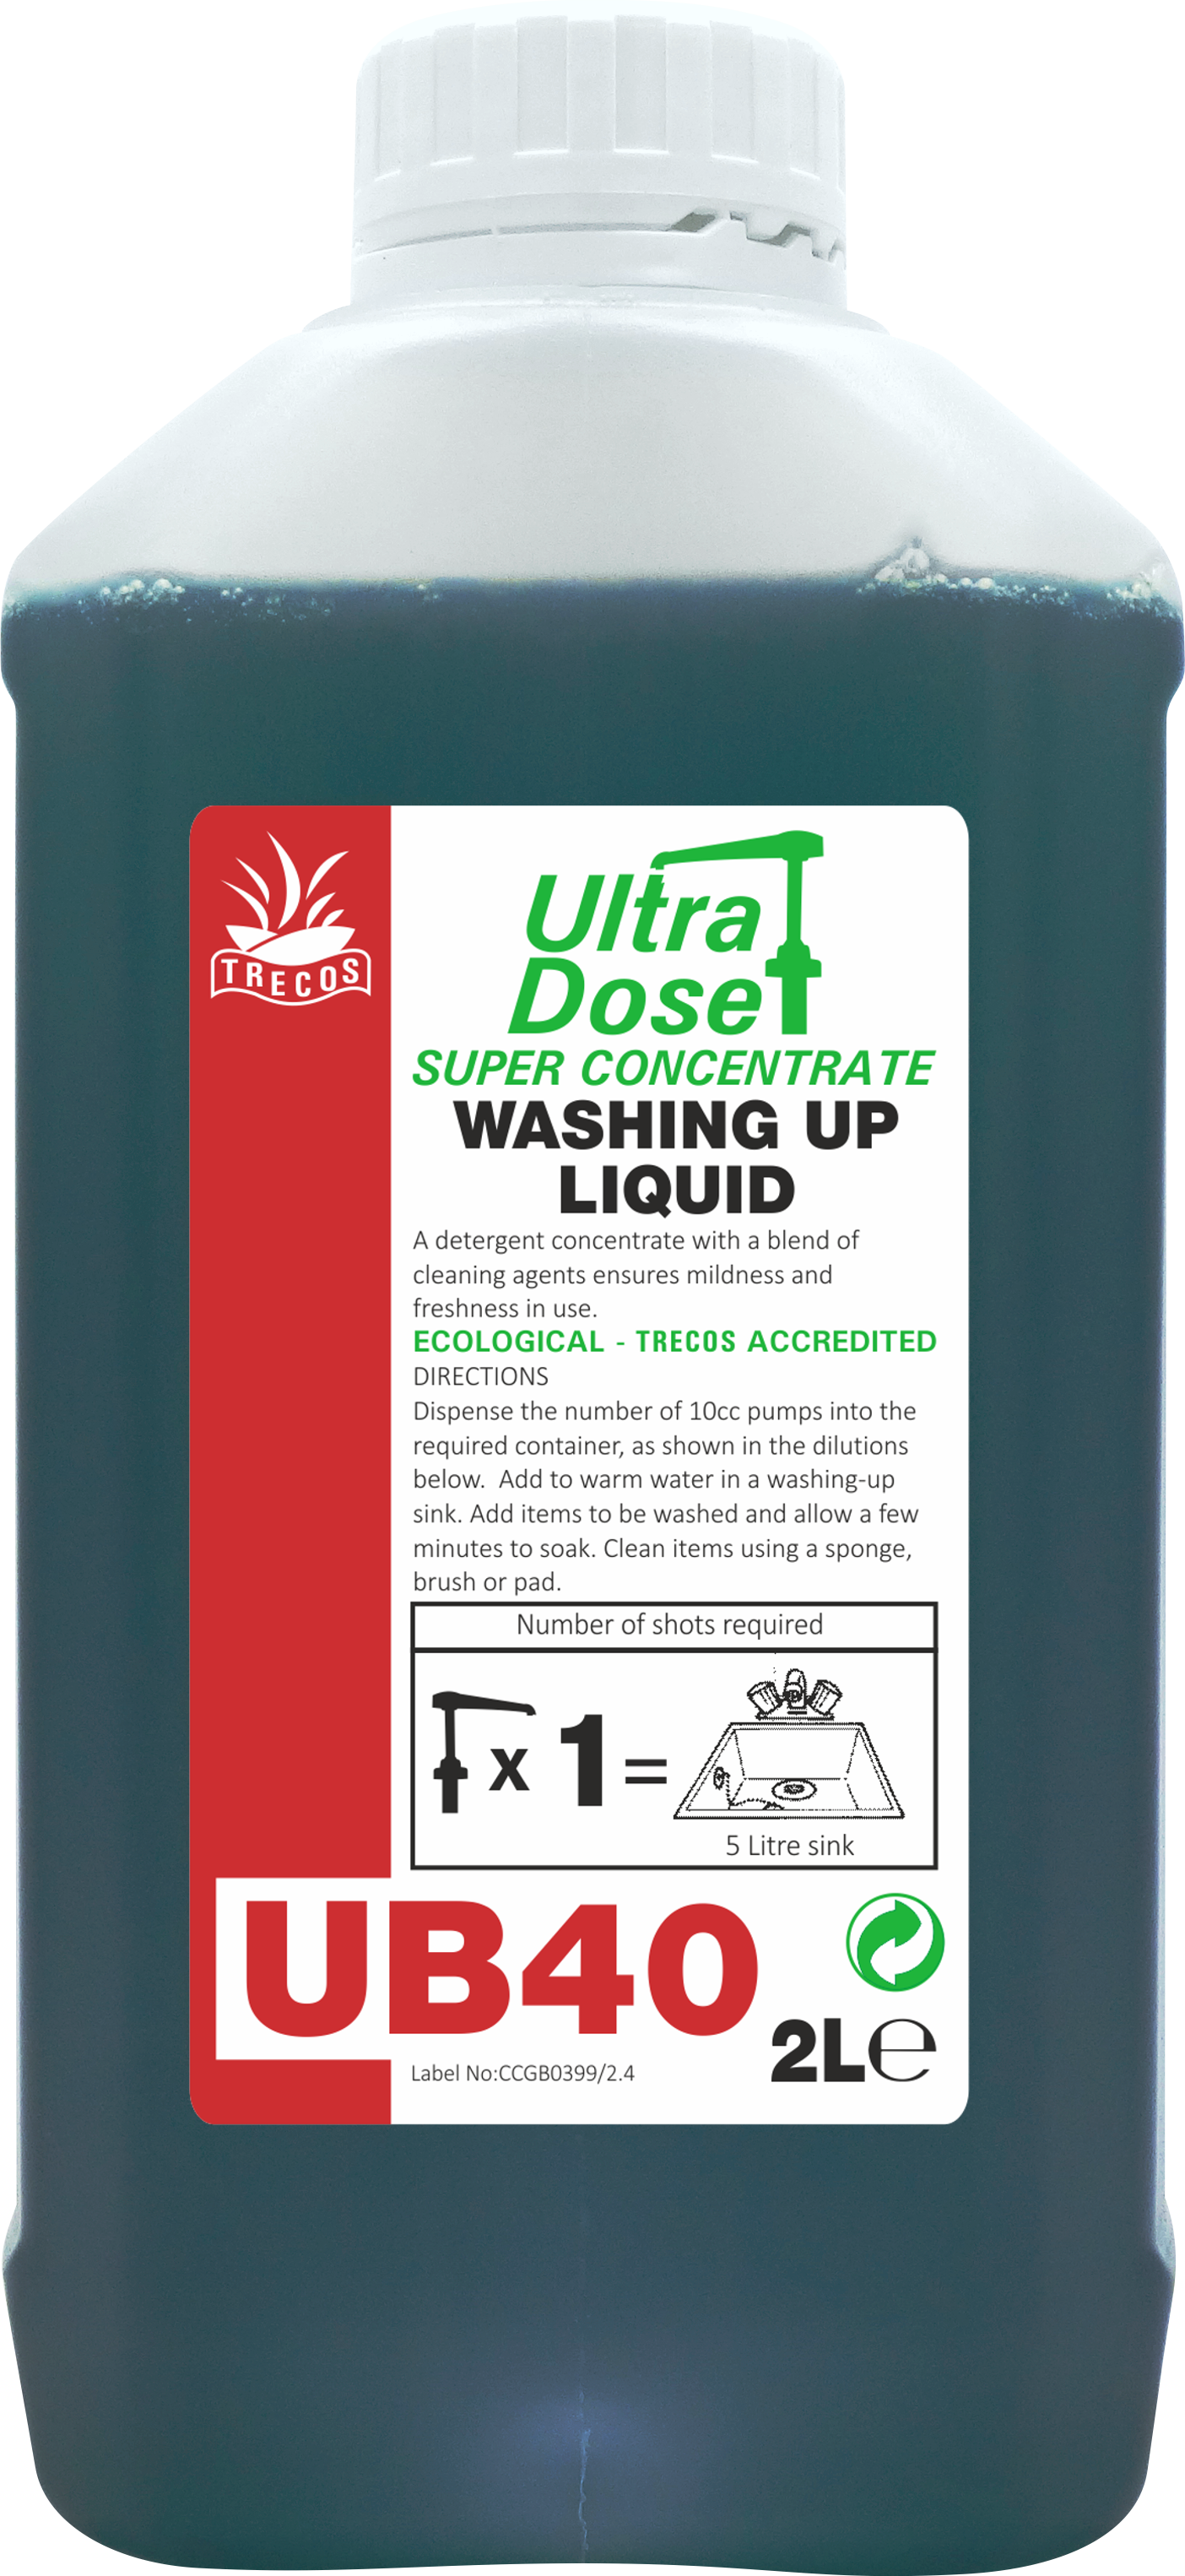 TRECOS
Ultra
Dose
SUPER CONCENTRATE
WASHING UP
LIQUID
A detergent concentrate with a blend of
cleaning agents ensures mildness and
freshness in use.
ECOLOGICAL - TRECOS ACCREDITED
DIRECTIONS
Dispense the number of 10cc pumps into the
required container, as shown in the dilutions
below. Add to warm water in a washing-up
sink. Add items to be washed and allow a few
minutes to soak. Clean items using a sponge,
brush or pad.
Number of shots required
x 1 =
5 Litre sink
UB40
2L℮
Label No:CCGB0399/2.4